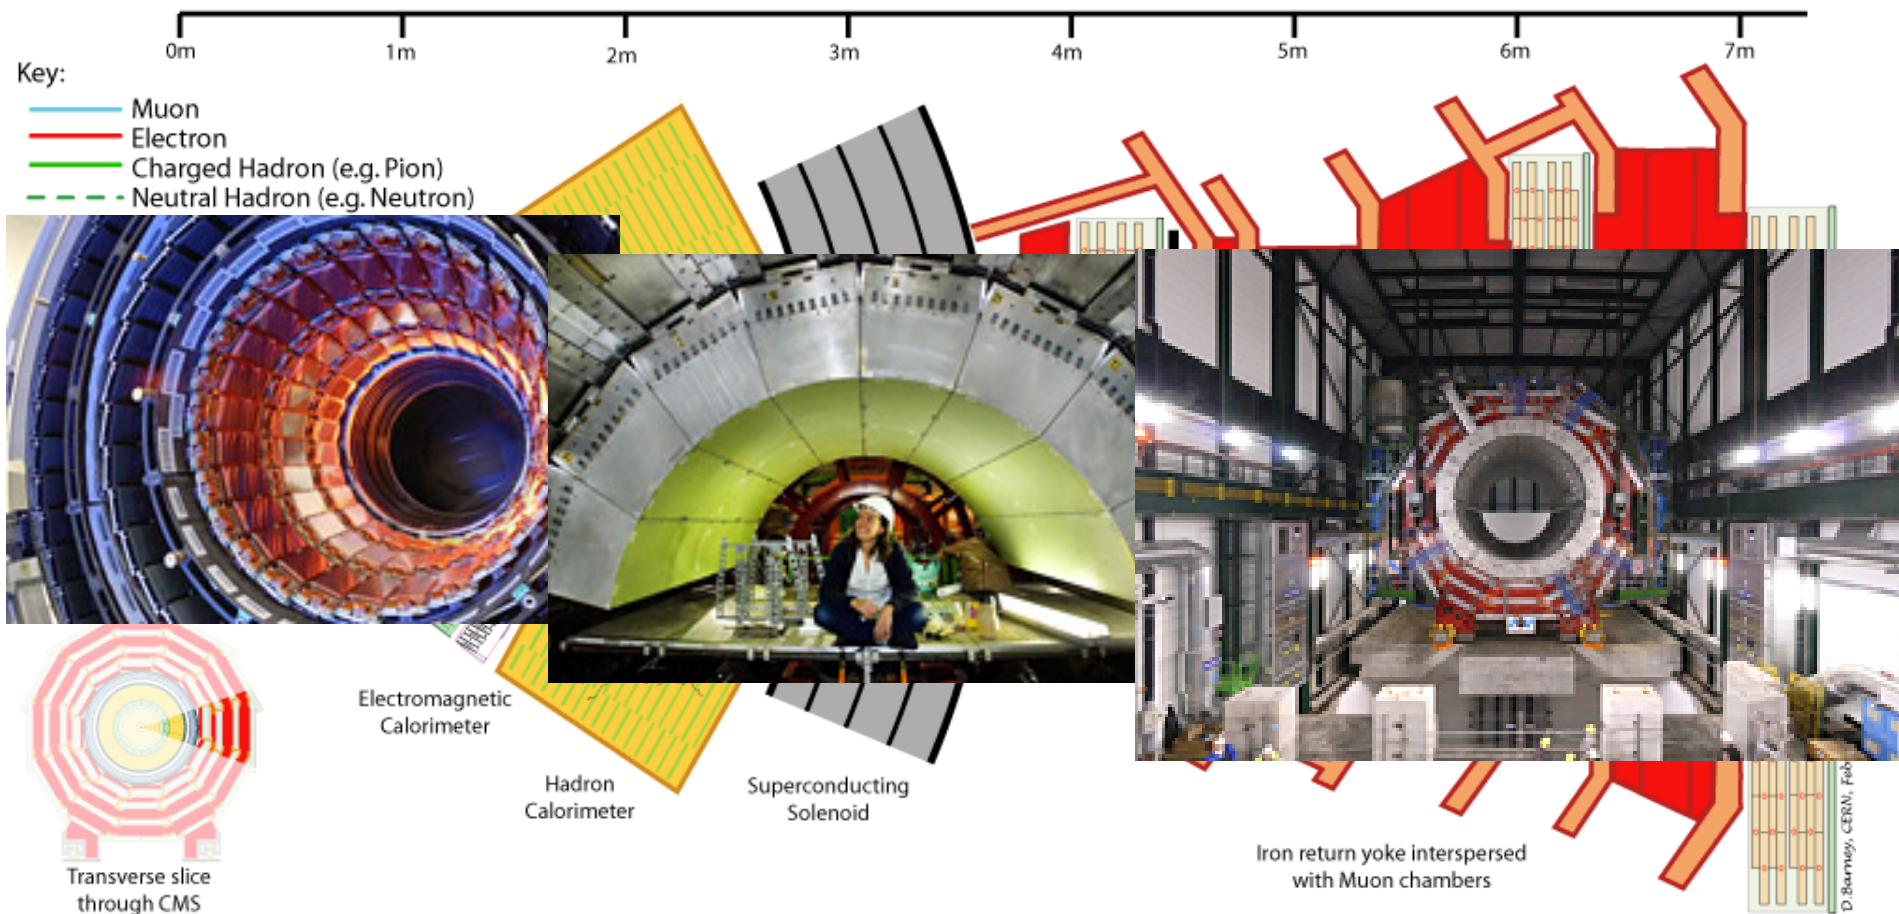 0m
1m
2m
3m
4m
5m
6m
7m
Key:
Muon
Electron
Charged Hadron (e.g. Pion)
Neutral Hadron (e.g. Neutron)
Electromagnetic
Calorimeter
Hadron
Calorimeter
Superconducting
Solenoid
Iron return yoke interspersed
with Muon chambers
Transverse slice
through CMS
D.Barney, CERN, Feb